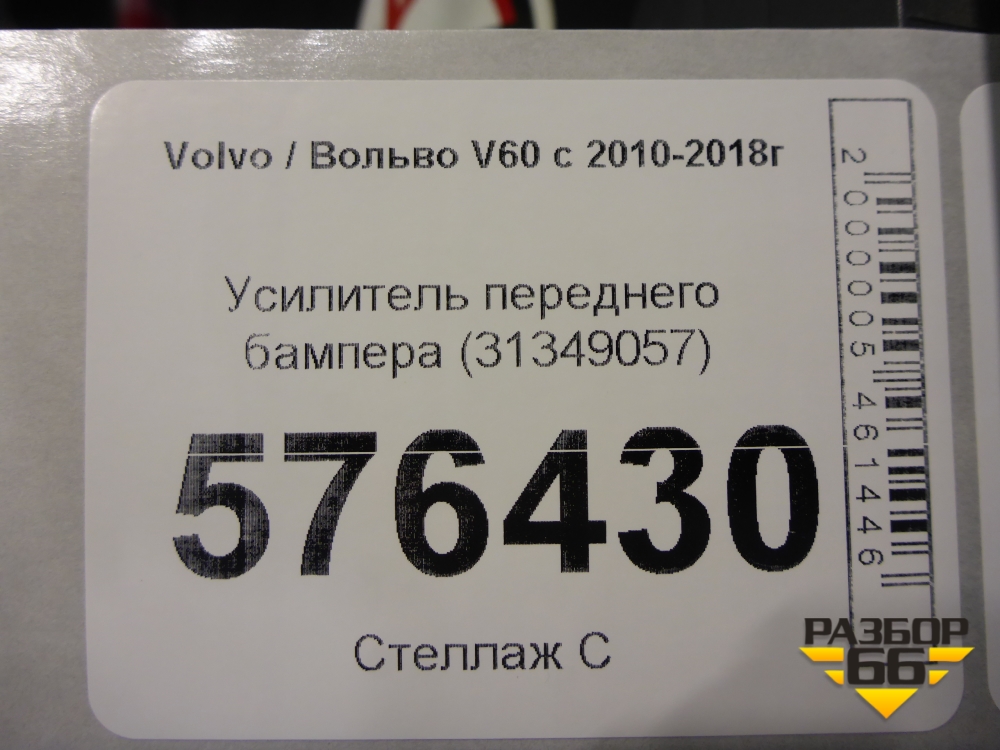 Volvo / Вольво V60 с 2010-2018г
Усилитель переднего
бампера (31349057)
576430
Стеллаж С
2000005461446
РАЗБОР
66